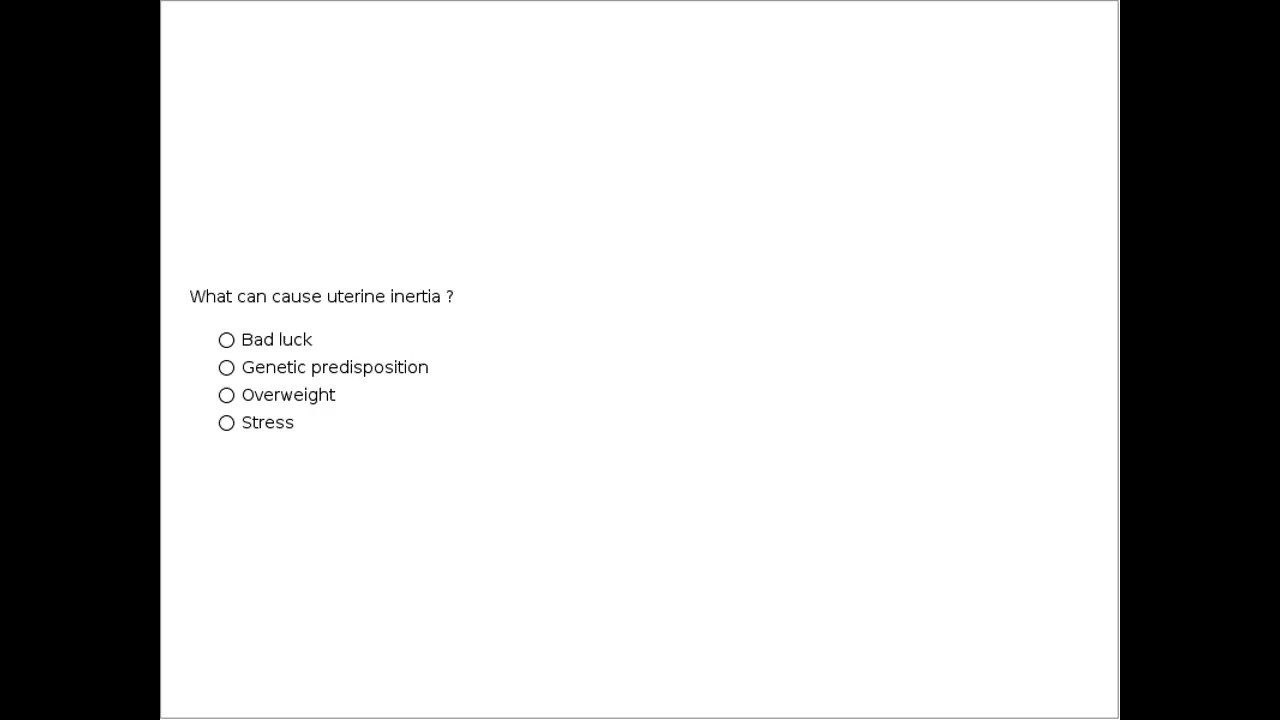 What can cause uterine inertia ?
Bad luck
Genetic predisposition
Overweight
Stress